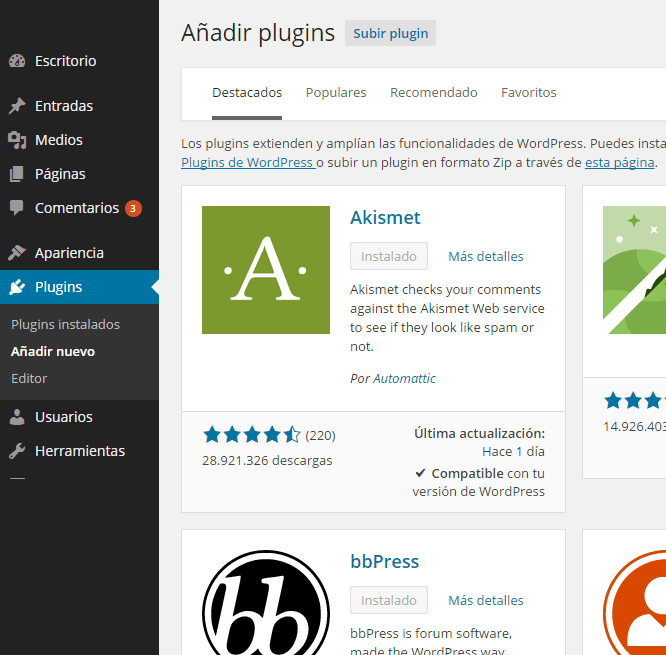 Añadir plugins
Subir plugin
Escritorio
Entradas
Medios
Páginas
Comentarios 3
Apariencia
Plugins
Plugins instalados
Añadir nuevo
Editor
Usuarios
Herramientas
Destacados Populares Recomendado Favoritos
Los plugins extienden y amplían las funcionalidades de WordPress. Puedes insta
Plugins de WordPress o subir un plugin en formato Zip a través de esta página.
A
Akismet
Instalado Más detalles
Akismet checks your comments
against the Akismet Web service
to see if they look like spam or
not.
Por Automattic
(220)
28.921.326 descargas
Última actualización:
Hace 1 día
✔ Compatible con tu
versión de WordPress
14.926.403
bb
bbPress
Instalado Más detalles
bbPress is forum software,
made the WordPress way